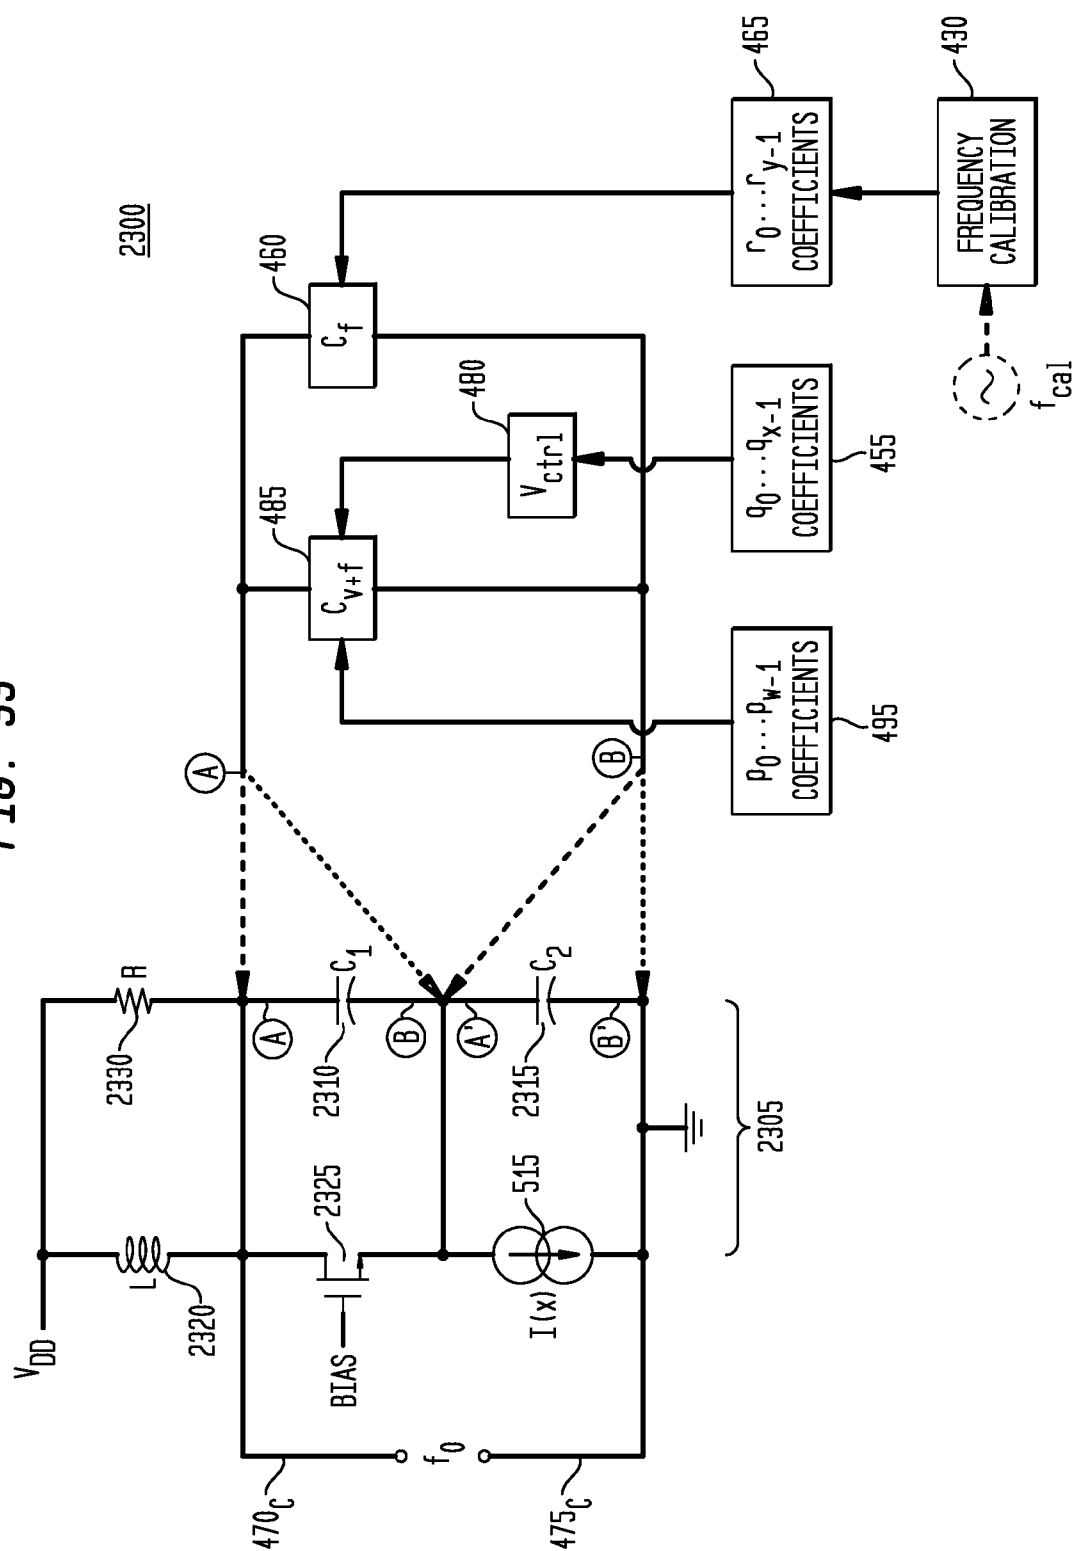 FIG.
2300
V_DD
L
2320
2330
R
470_C
f_0
475_C
BIAS
2325
I(x)
515
A
2310
C_1
B
A'
2315
C_2
B'
2305
A
B
C_v+f
485
V_ctrl
480
C_f
460
p_0...p_w-1
COEFFICIENTS
495
q_0...q_x-1
COEFFICIENTS
455
r_0...r_y-1
COEFFICIENTS
465
FREQUENCY
CALIBRATION
430
f_cal